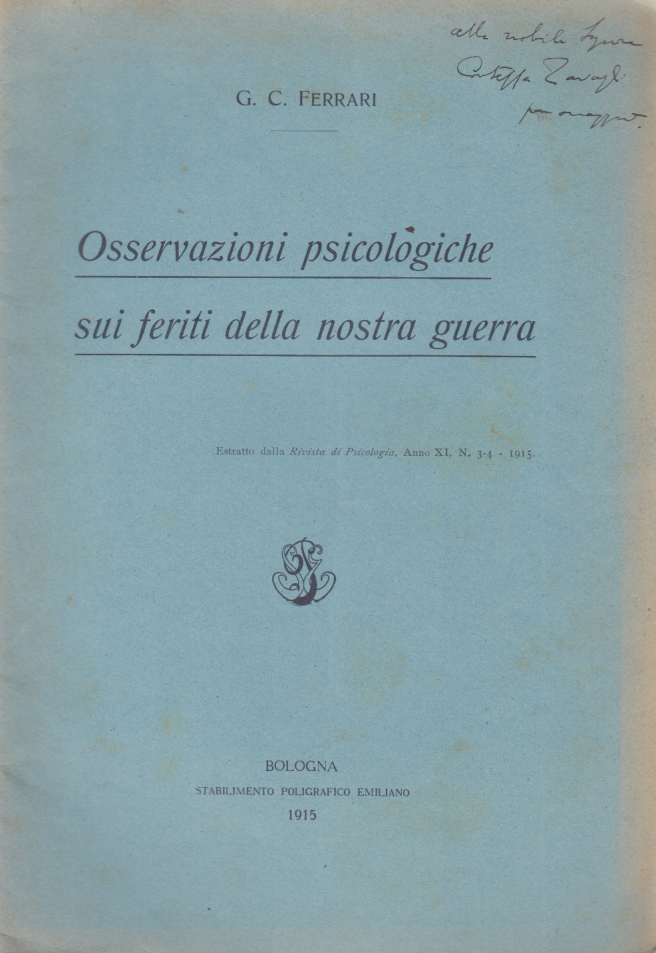 alla nobile Signora
per omaggio.
G. C. FERRARI
Osservazioni psicologiche
sui feriti della nostra guerra
Estratto dalla Rivista di Psicologia, Anno XI, N. 3-4 - 1915.
BOLOGNA
STABILIMENTO POLIGRAFICO EMILIANO
1915